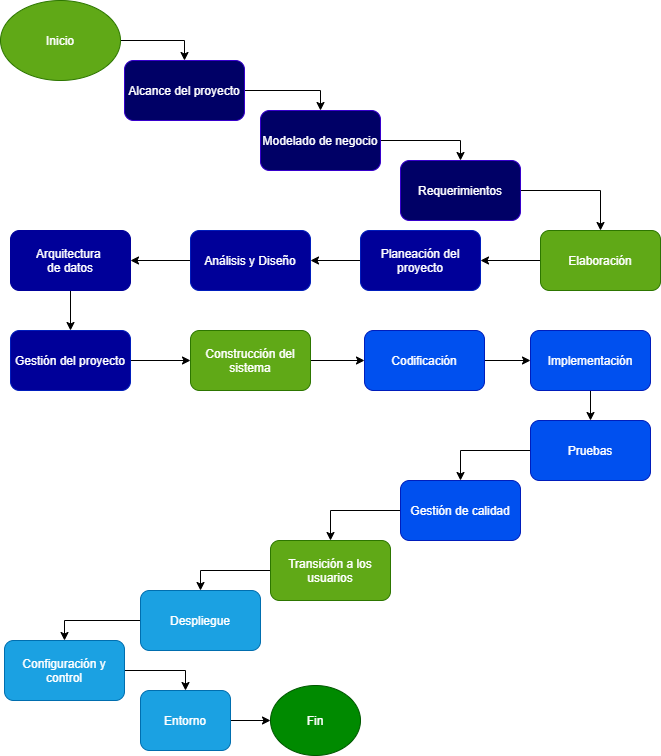 Inicio
Alcance del proyecto
Modelado de negocio
Requerimientos
Elaboración
Planeación del
proyecto
Análisis y Diseño
Arquitectura
de datos
Gestión del proyecto
Construcción del
sistema
Codificación
Implementación
Pruebas
Gestión de calidad
Transición a los
usuarios
Despliegue
Configuración y
control
Entorno
Fin